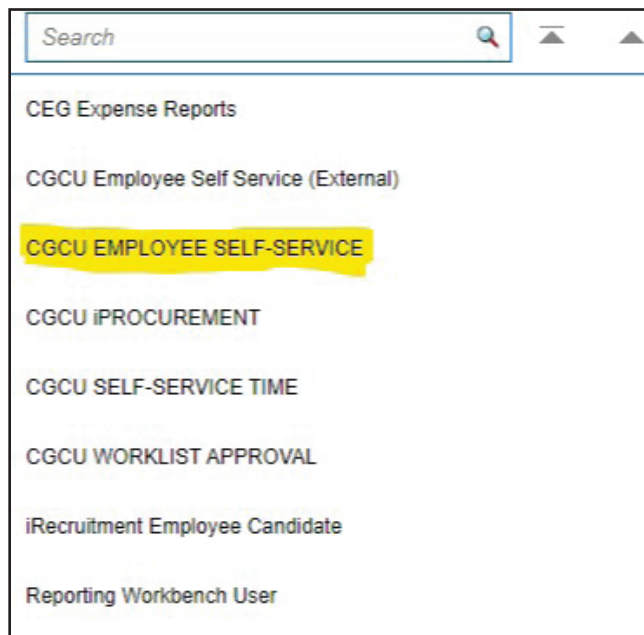 Search
CEG Expense Reports
CGCU Employee Self Service (External)
CGCU EMPLOYEE SELF-SERVICE
CGCU iPROCUREMENT
CGCU SELF-SERVICE TIME
CGCU WORKLIST APPROVAL
iRecruitment Employee Candidate
Reporting Workbench User